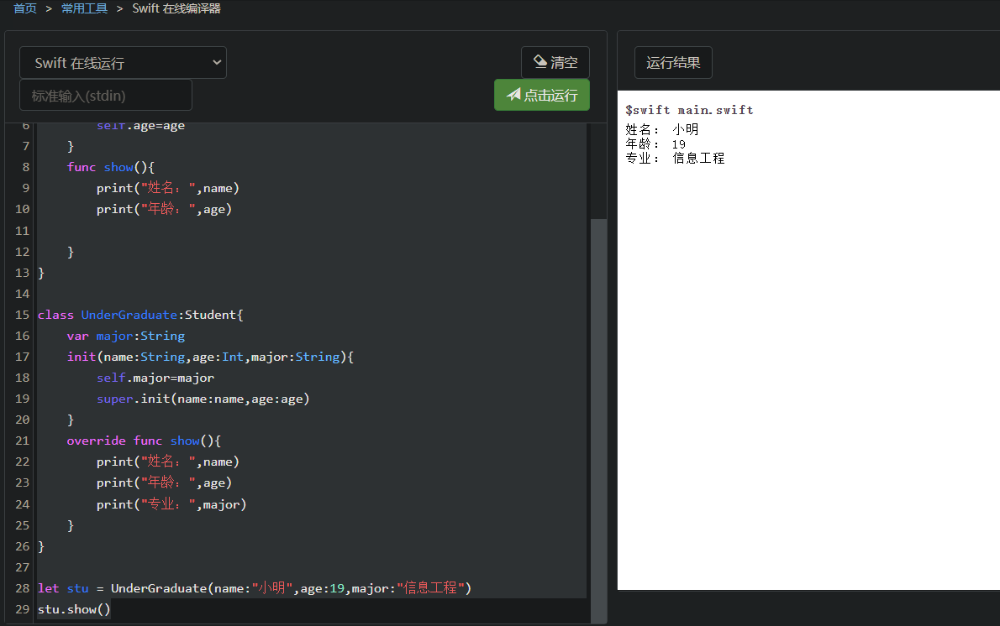 首页 > 常用工具 > Swift 在线编译器
Swift 在线运行
清空
标准输入(stdin)
点击运行
6 self.age=age
7 }
8 func show(){
9 print("姓名：",name)
10 print("年龄：",age)
11
12 }
13 }
14
15 class UnderGraduate:Student{
16 var major:String
17 init(name:String,age:Int,major:String){
18 self.major=major
19 super.init(name:name,age:age)
20 }
21 override func show(){
22 print("姓名：",name)
23 print("年龄：",age)
24 print("专业：",major)
25 }
26 }
27
28 let stu = UnderGraduate(name:"小明",age:19,major:"信息工程")
29 stu.show()
运行结果
$swift main.swift
姓名： 小明
年龄： 19
专业： 信息工程